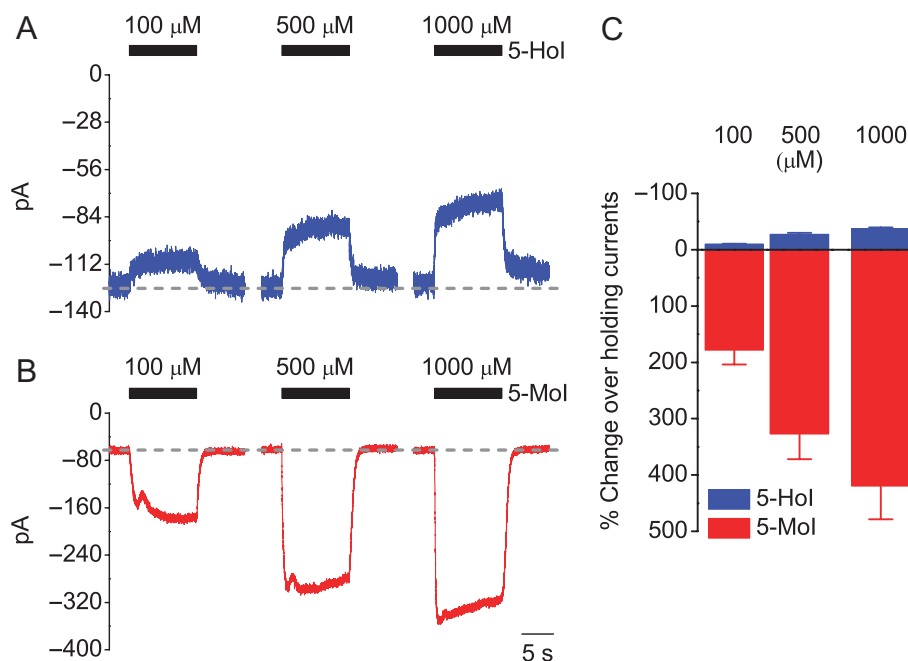 A
100 μM 500 μM 1000 μM
5-HoI
0
−28
−56
−84
−112
−140
pA
B
100 μM 500 μM 1000 μM
5-MoI
0
−80
−160
−240
−320
−400
pA
5 s
C
100 500 1000
(μM)
−100
0
100
200
300
400
500
% Change over holding currents
5-HoI
5-MoI